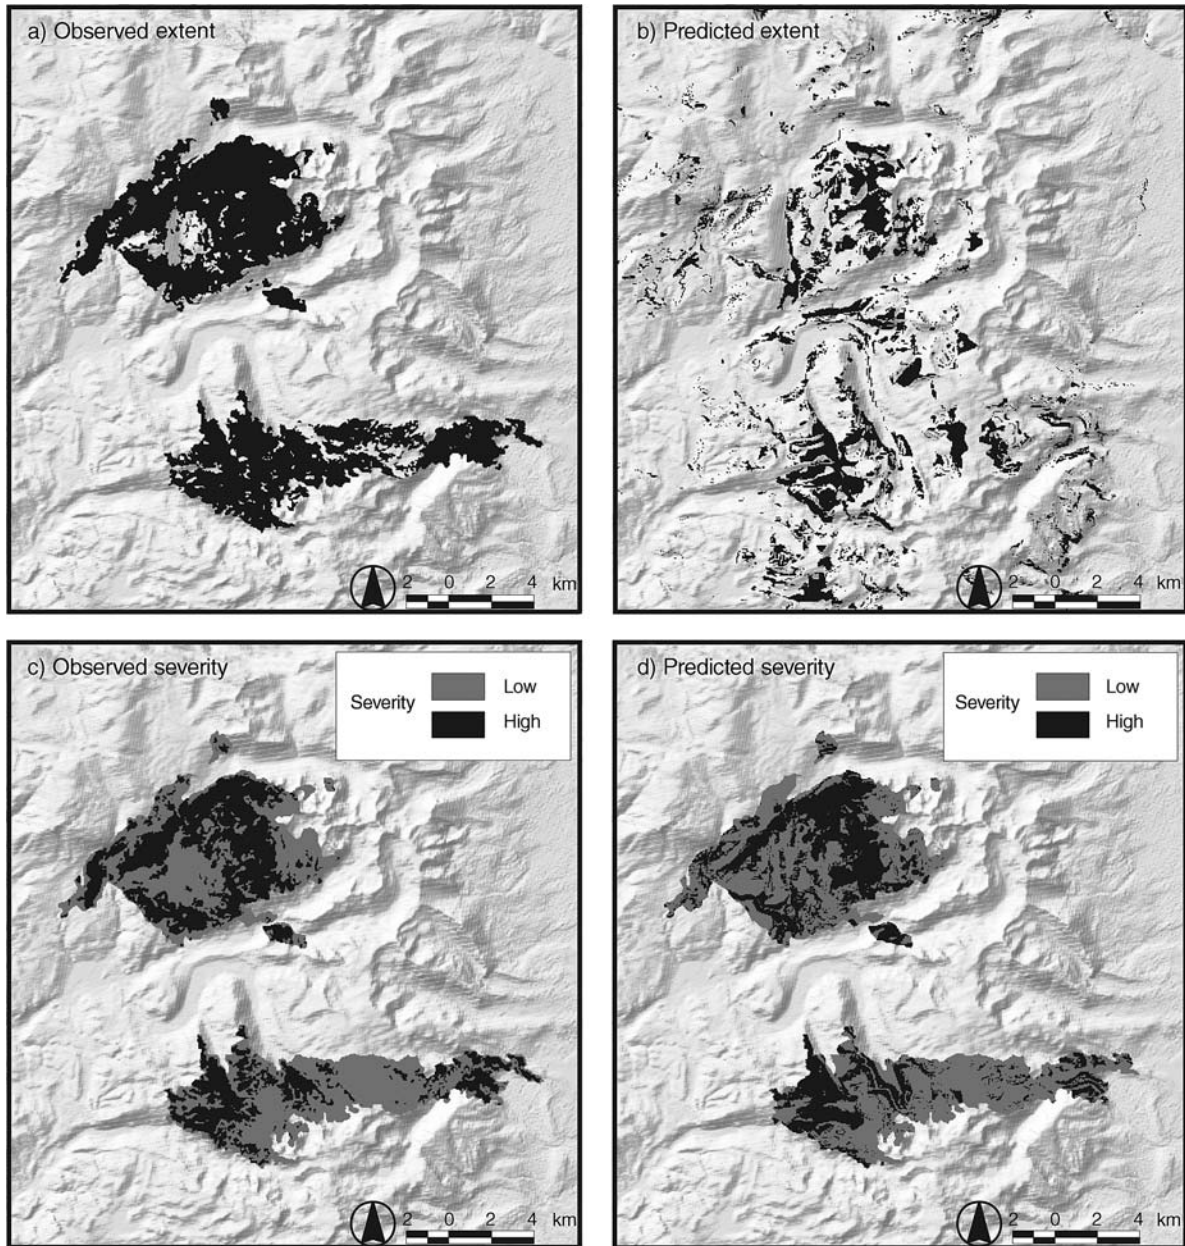 a) Observed extent
b) Predicted extent
2 0 2 4 km
2 0 2 4 km
c) Observed severity
Severity
Low
High
d) Predicted severity
Severity
Low
High
2 0 2 4 km
2 0 2 4 km